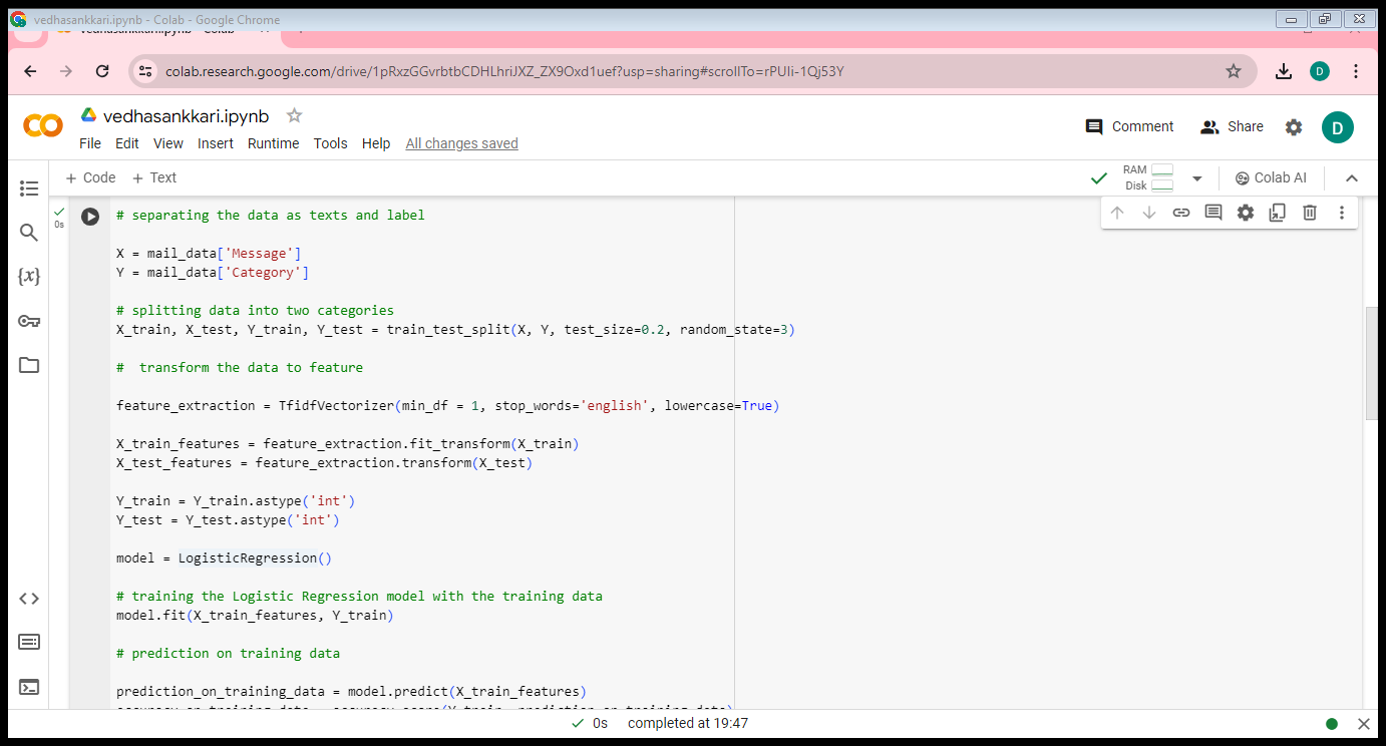 vedhasankkari.ipynb - Colab - Google Chrome
vedhasankkari.ipynb - Colab
colab.research.google.com/drive/1pRxzGGvrbtbCDHLhriJXZ_ZX9Oxd1uef?usp=sharing#scrollTo=rPUIi-1Qj53Y
D
vedhasankkari.ipynb
File Edit View Insert Runtime Tools Help All changes saved
Comment Share D
+ Code + Text
RAM
Disk
Colab AI
0s
# separating the data as texts and label
X = mail_data['Message']
Y = mail_data['Category']
# splitting data into two categories
X_train, X_test, Y_train, Y_test = train_test_split(X, Y, test_size=0.2, random_state=3)
#  transform the data to feature
feature_extraction = TfidfVectorizer(min_df = 1, stop_words='english', lowercase=True)
X_train_features = feature_extraction.fit_transform(X_train)
X_test_features = feature_extraction.transform(X_test)
Y_train = Y_train.astype('int')
Y_test = Y_test.astype('int')
model = LogisticRegression()
# training the Logistic Regression model with the training data
model.fit(X_train_features, Y_train)
# prediction on training data
prediction_on_training_data = model.predict(X_train_features)
accuracy_on_training_data = accuracy_score(Y_train, prediction_on_training_data)
0s completed at 19:47